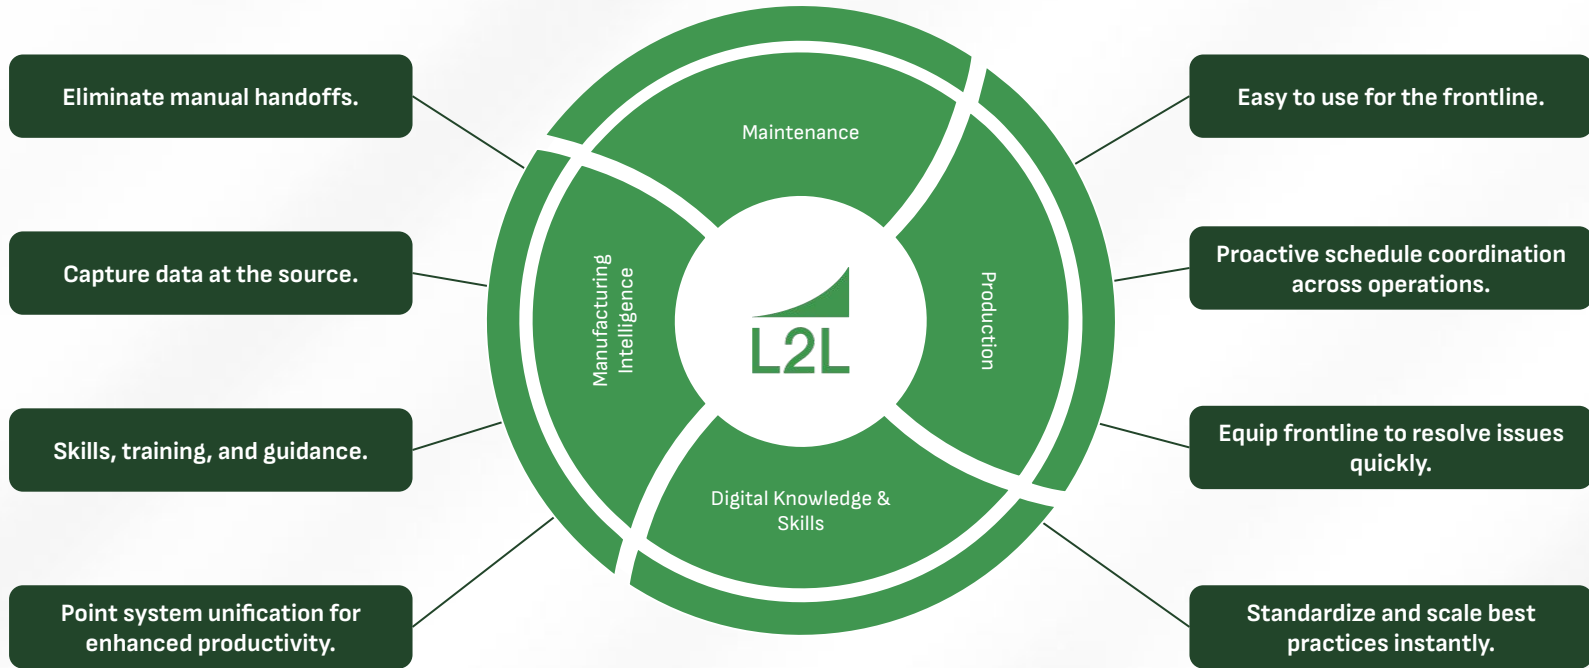 Eliminate manual handoffs.
Capture data at the source.
Skills, training, and guidance.
Point system unification for
enhanced productivity.
Maintenance
Manufacturing
Intelligence
L2L
Production
Digital Knowledge &
Skills
Easy to use for the frontline.
Proactive schedule coordination
across operations.
Equip frontline to resolve issues
quickly.
Standardize and scale best
practices instantly.